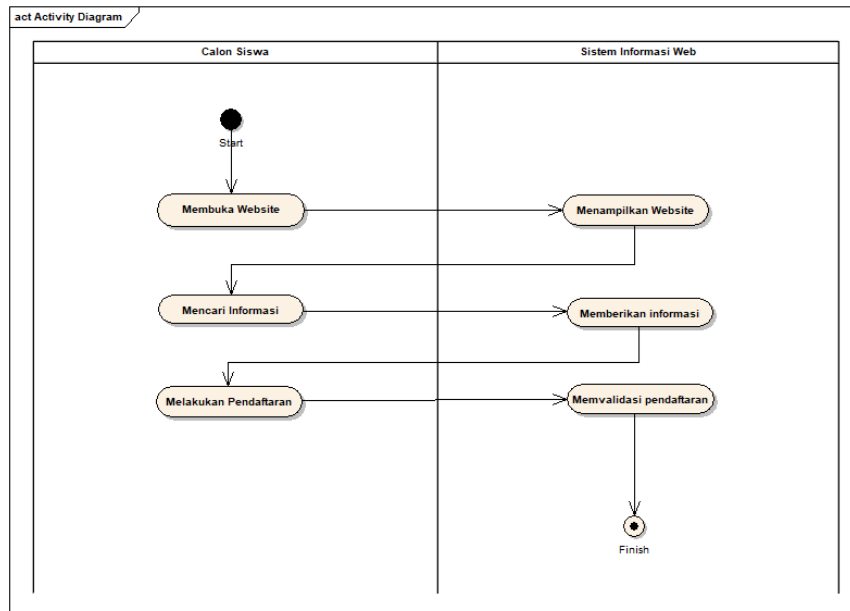 act Activity Diagram
Calon Siswa
Sistem Informasi Web
Start
Membuka Website
Menampilkan Website
Mencari Informasi
Memberikan informasi
Melakukan Pendaftaran
Memvalidasi pendaftaran
Finish